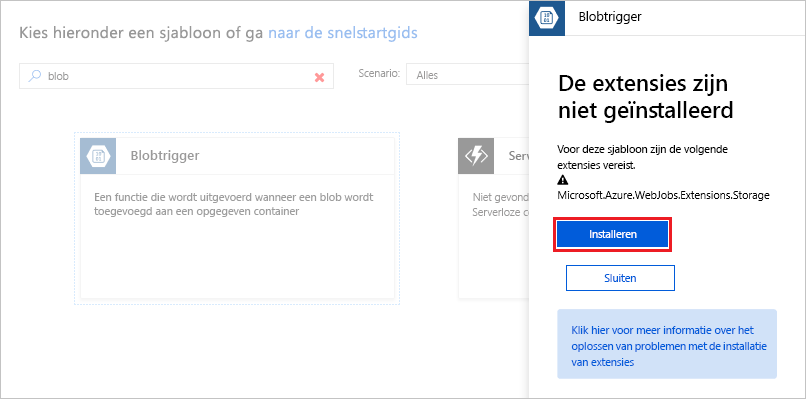 Kies hieronder een sjabloon of ga naar de snelstartgids
blob
Scenario:
Alles
Blobtrigger
Een functie die wordt uitgevoerd wanneer een blob wordt
toegevoegd aan een opgegeven container
Serv
Niet gevond
Serverloze co
Blobtrigger
De extensies zijn
niet geïnstalleerd
Voor deze sjabloon zijn de volgende
extensies vereist.
Microsoft.Azure.WebJobs.Extensions.Storage
Installeren
Sluiten
Klik hier voor meer informatie over het
oplossen van problemen met de installatie
van extensies